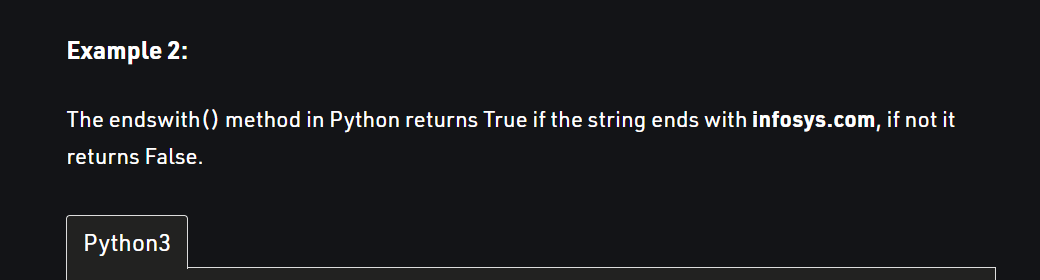 Example 2:
The endswith() method in Python returns True if the string ends with infosys.com, if not it
returns False.
Python3